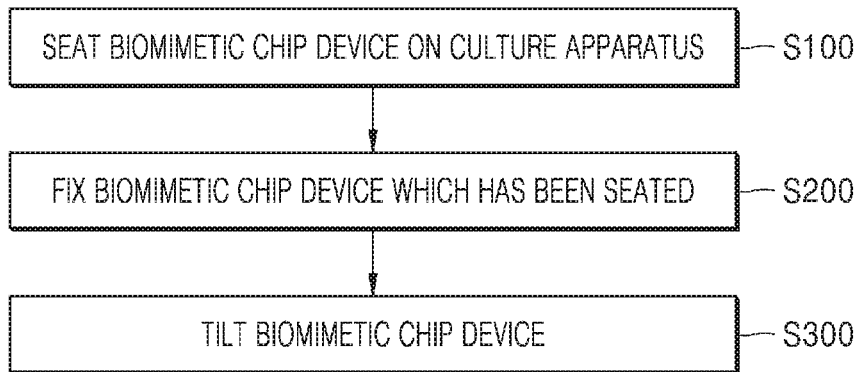 SEAT BIOMIMETIC CHIP DEVICE ON CULTURE APPARATUS S100
FIX BIOMIMETIC CHIP DEVICE WHICH HAS BEEN SEATED S200
TILT BIOMIMETIC CHIP DEVICE S300